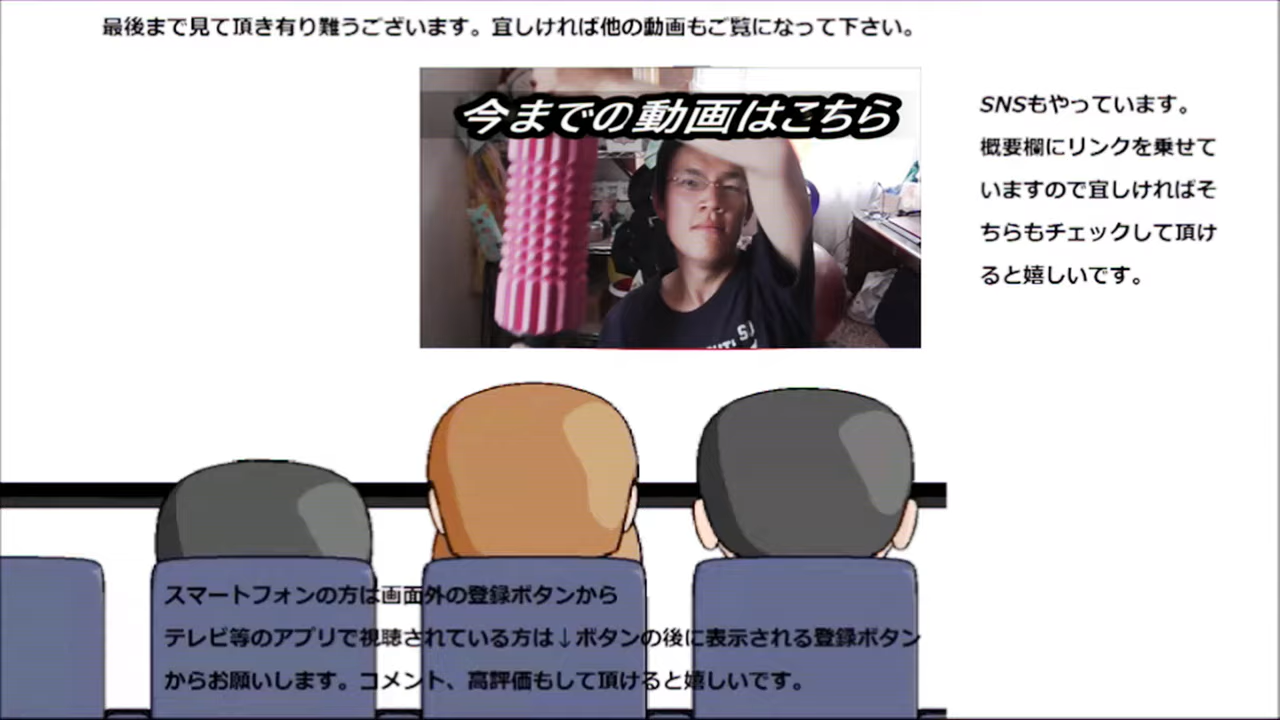 最後まで見て頂き有り難うございます。宜しければ他の動画もご覧になって下さい。
今までの動画はこちら
SNSもやっています。
概要欄にリンクを乗せて
いますので宜しければそ
ちらもチェックして頂け
ると嬉しいです。
スマートフォンの方は画面外の登録ボタンから
テレビ等のアプリで視聴されている方は↓ボタンの後に表示される登録ボタン
からお願いします。コメント、高評価もして頂けると嬉しいです。